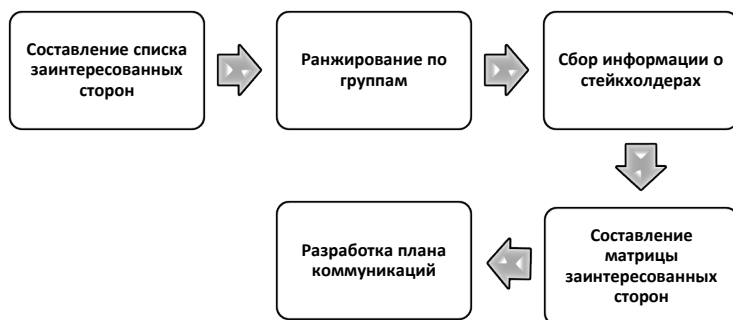 Составление списка
заинтересованных
сторон
Ранжирование по
группам
Сбор информации о
стейкхолдерах
Составление
матрицы
заинтересованных
сторон
Разработка плана
коммуникаций